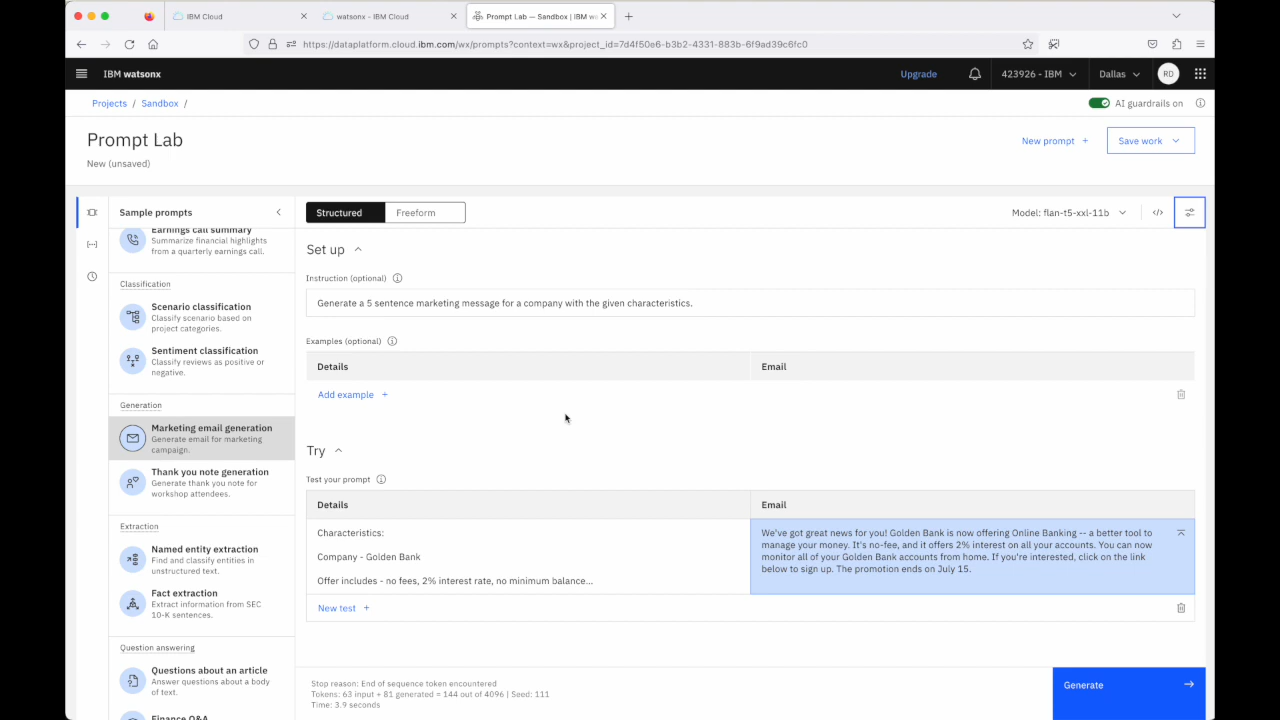 IBM Cloud
watsonx - IBM Cloud
Prompt Lab — Sandbox | IBM wa
https://dataplatform.cloud.ibm.com/wx/prompts?context=wx&project_id=7d4f50e6-b3b2-4331-883b-6f9ad39c6fc0
IBM watsonx
Upgrade
423926 - IBM
Dallas
RD
Projects / Sandbox /
AI guardrails on
Prompt Lab
New (unsaved)
New prompt +
Save work
Sample prompts
Earnings call summary
Summarize financial highlights
from a quarterly earnings call.
Classification
Scenario classification
Classify scenario based on
project categories.
Sentiment classification
Classify reviews as positive or
negative.
Generation
Marketing email generation
Generate email for marketing
campaign.
Thank you note generation
Generate thank you note for
workshop attendees.
Extraction
Named entity extraction
Find and classify entities in
unstructured text.
Fact extraction
Extract information from SEC
10-K sentences.
Question answering
Questions about an article
Answer questions about a body
of text.
Finance Q&A
Structured
Freeform
Model: flan-t5-xxl-11b
Set up
Instruction (optional)
Generate a 5 sentence marketing message for a company with the given characteristics.
Examples (optional)
Details
Email
Add example +
Try
Test your prompt
Details
Email
Characteristics:
Company - Golden Bank
Offer includes - no fees, 2% interest rate, no minimum balance...
We've got great news for you! Golden Bank is now offering Online Banking -- a better tool to
manage your money. It's no-fee, and it offers 2% interest on all your accounts. You can now
monitor all of your Golden Bank accounts from home. If you're interested, click on the link
below to sign up. The promotion ends on July 15.
New test +
Stop reason: End of sequence token encountered
Tokens: 63 input + 81 generated = 144 out of 4096 | Seed: 111
Time: 3.9 seconds
Generate